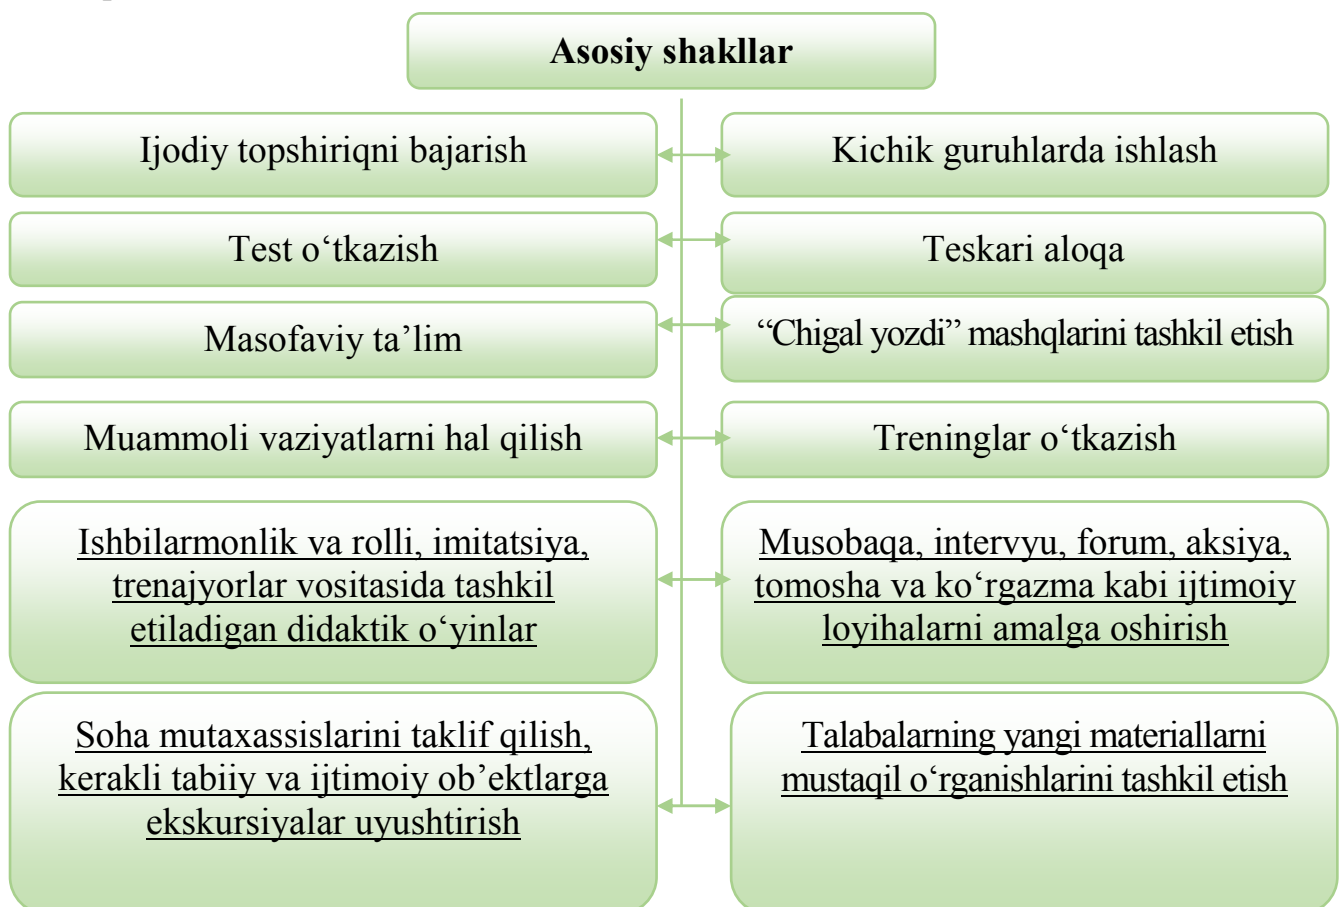 Asosiy shakllar
Ijodiy topshiriqni bajarish
Kichik guruhlarda ishlash
Test o‘tkazish
Teskari aloqa
Masofaviy ta’lim
“Chigal yozdi” mashqlarini tashkil etish
Muammoli vaziyatlarni hal qilish
Treninglar o‘tkazish
Ishbilarmonlik va rolli, imitatsiya,
trenajyorlar vositasida tashkil
etiladigan didaktik o‘yinlar
Musobaqa, intervyu, forum, aksiya,
tomosha va ko‘rgazma kabi ijtimoiy
loyihalarni amalga oshirish
Soha mutaxassislarini taklif qilish,
kerakli tabiiy va ijtimoiy ob’ektlarga
ekskursiyalar uyushtirish
Talabalarning yangi materiallarni
mustaqil o‘rganishlarini tashkil etish